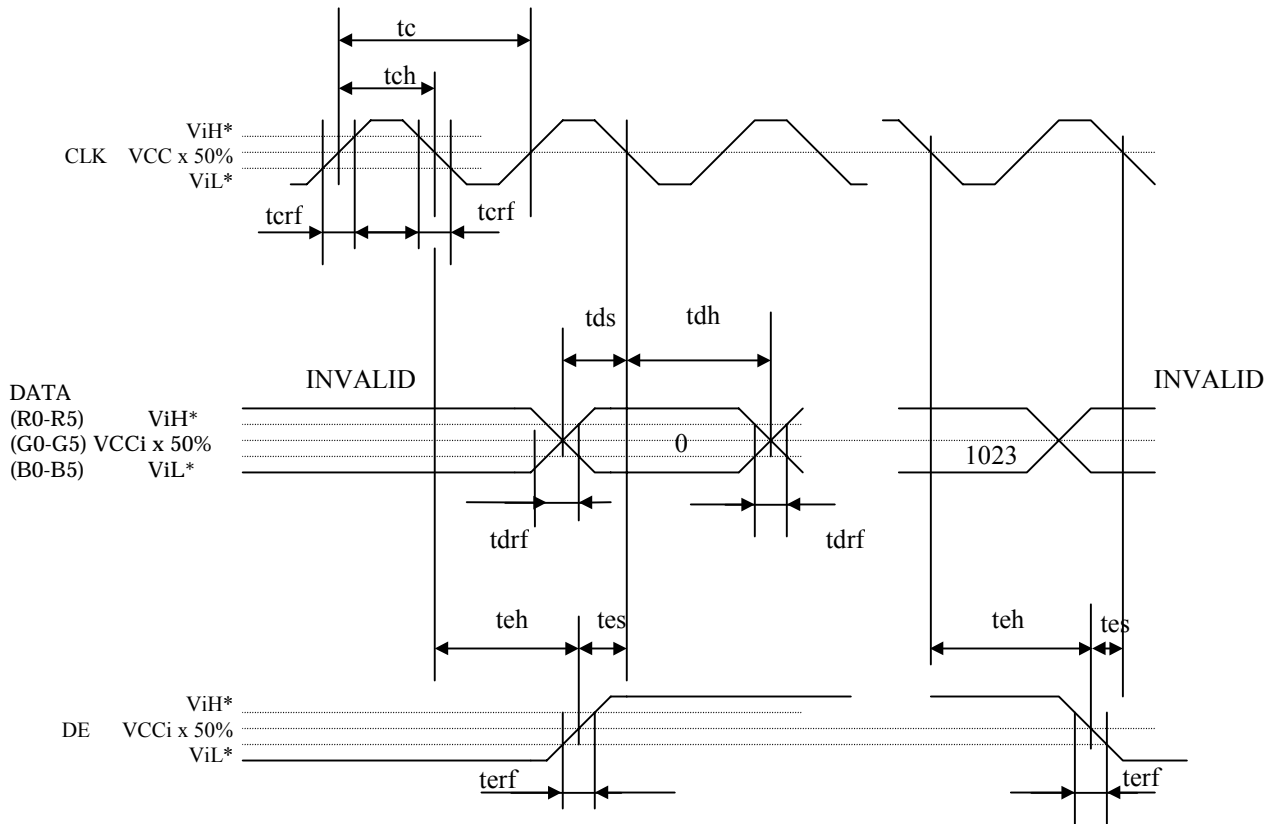 tc
tch
ViH*
CLK VCC x 50%
ViL*
tcrf tcrf
tds tdh
INVALID INVALID
DATA
(R0-R5) ViH*
(G0-G5) VCCi x 50% 0
(B0-B5) ViL* 1023
tdrf tdrf
teh tes teh tes
ViH*
DE VCCi x 50%
ViL*
terf terf